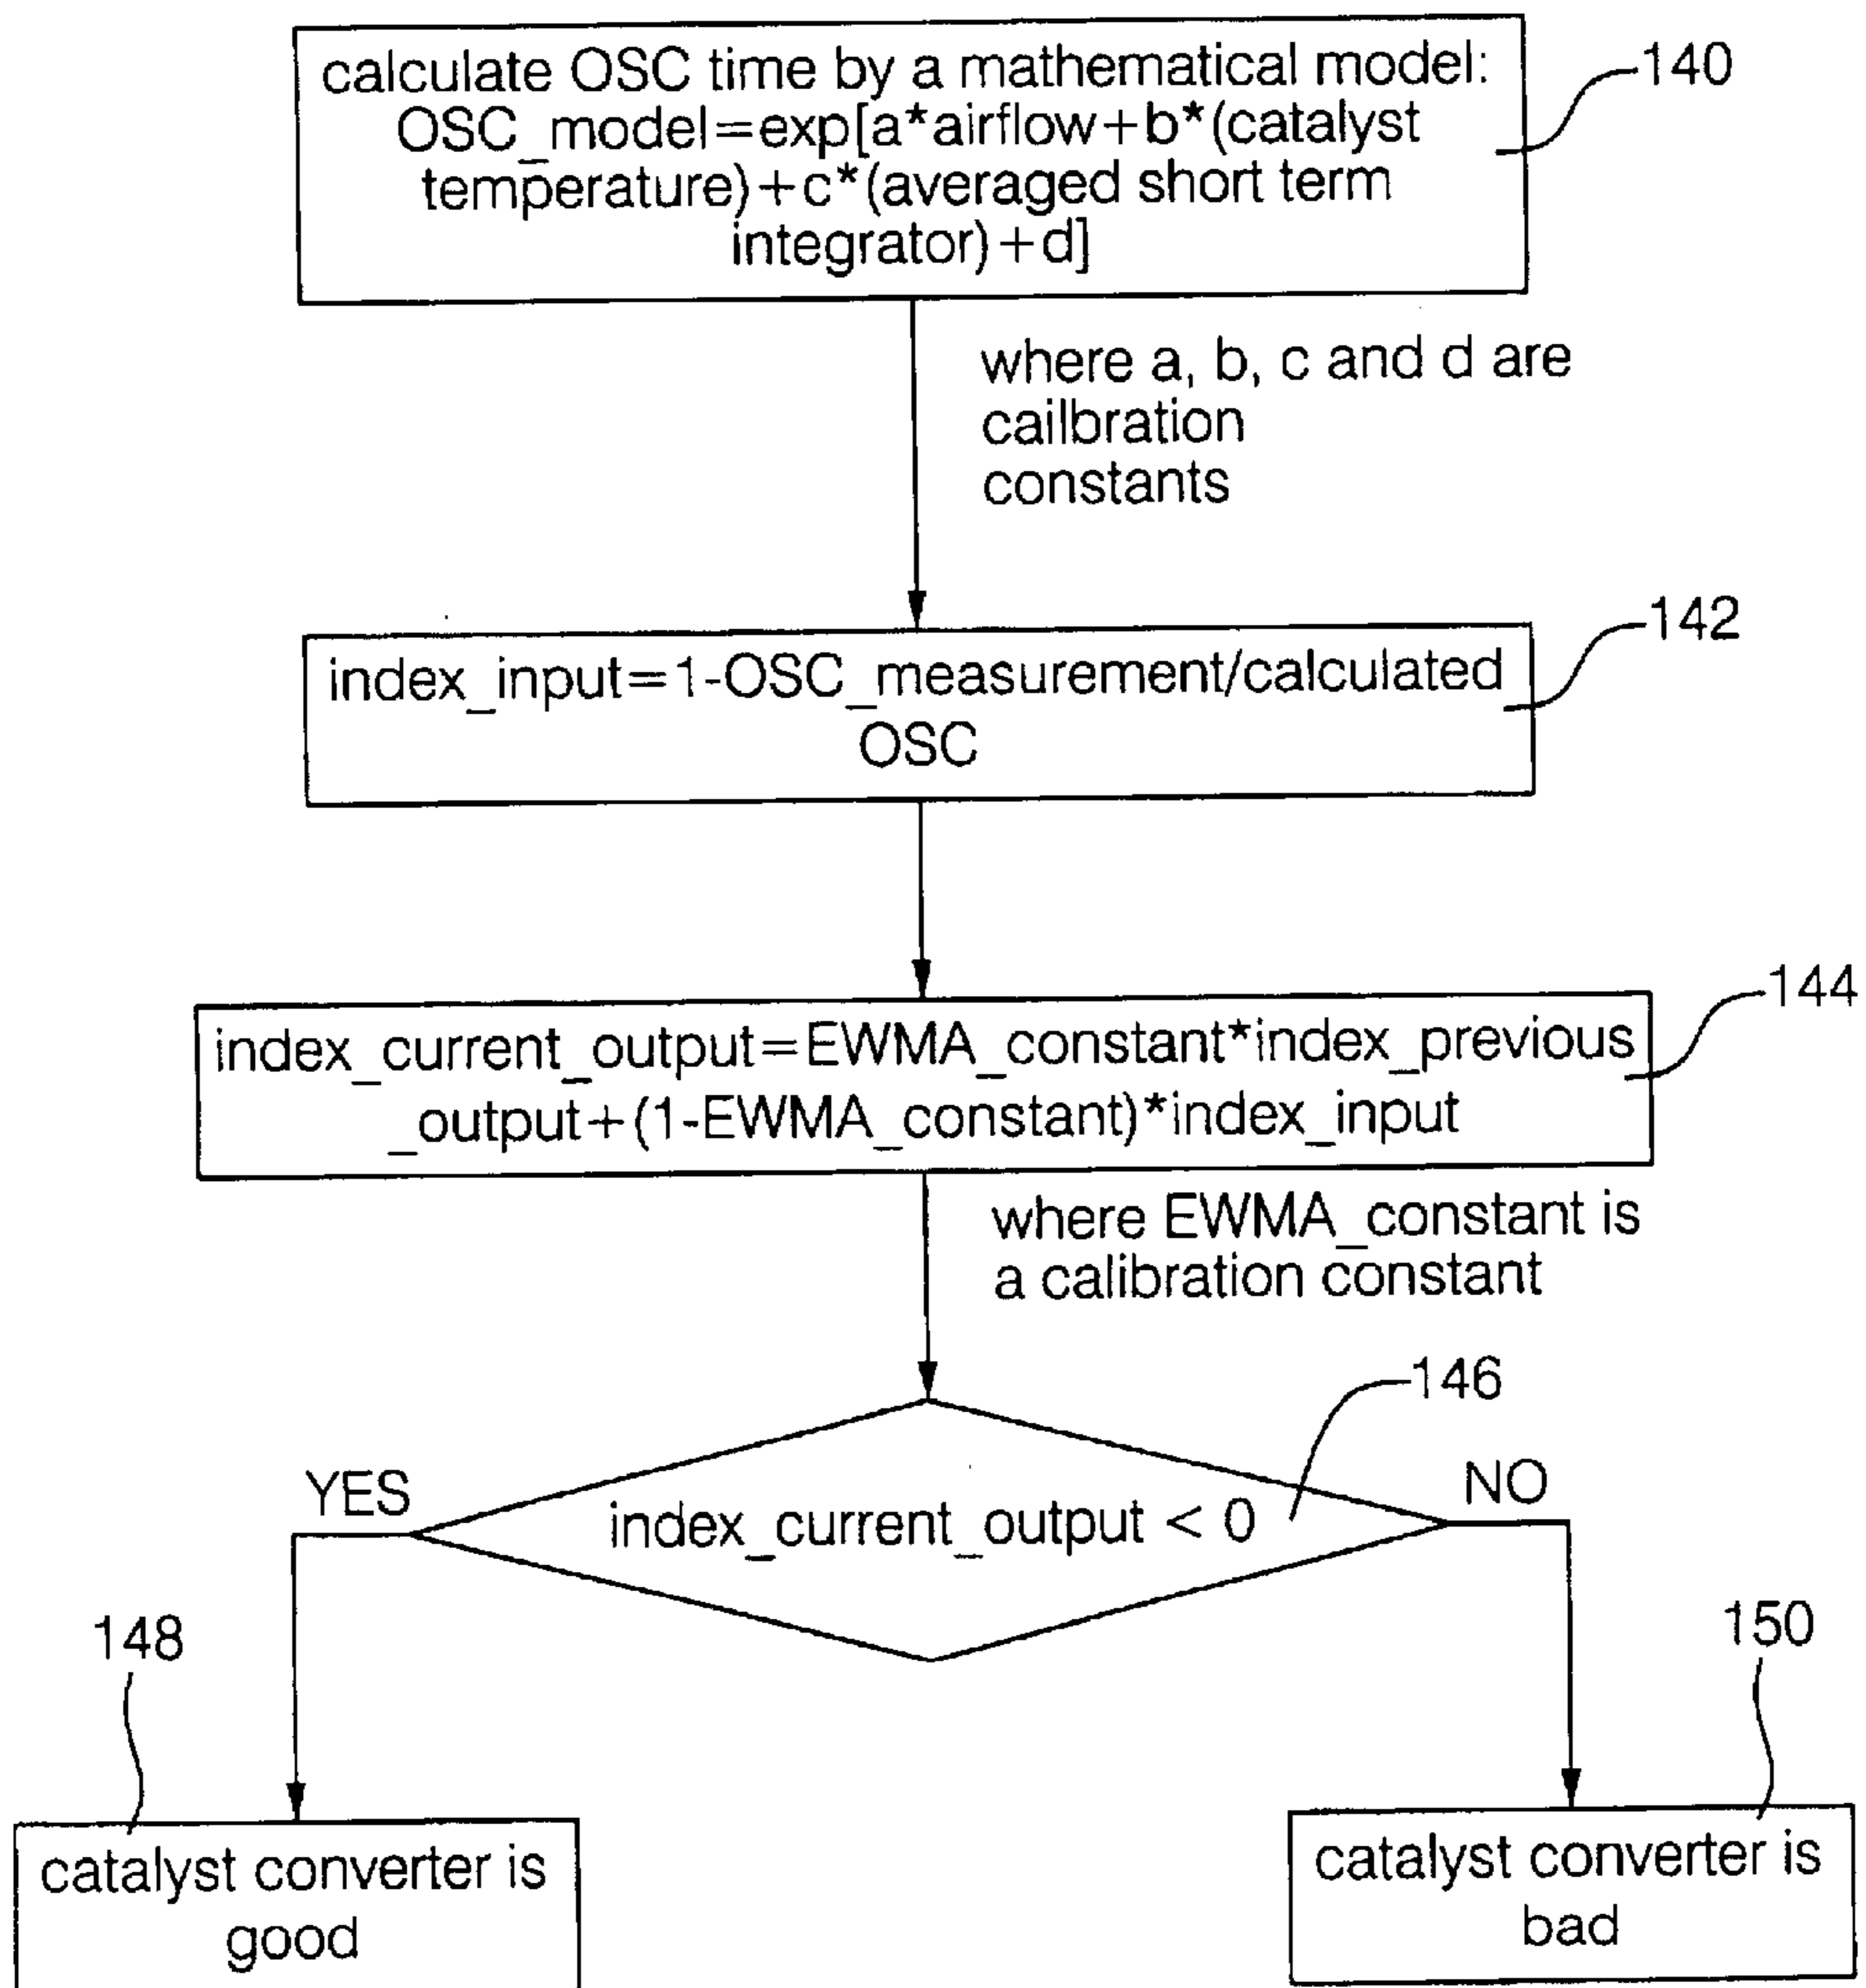 calculate OSC time by a mathematical model:
OSC_model=exp[a*airflow+b*(catalyst
temperature)+c*(averaged short term
integrator)+d]
140
where a, b, c and d are
cailbration
constants
index_input=1-OSC_measurement/calculated
OSC
142
index_current_output=EWMA_constant*index_previous
_output+(1-EWMA_constant)*index_input
144
where EWMA_constant is
a calibration constant
146
YES
index_current_output < 0
NO
148
150
catalyst converter is
good
catalyst converter is
bad